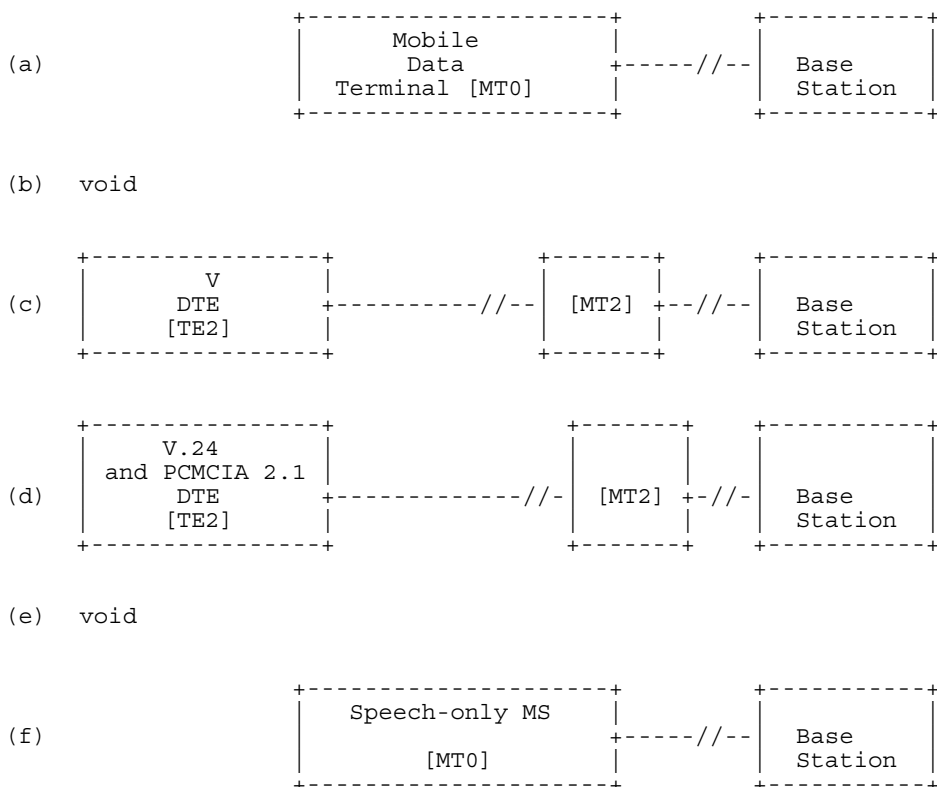 Mobile
(a) Data Base
Terminal [MT0] Station
(b) void
V
(c) DTE [MT2] Base
[TE2] Station
V.24
and PCMCIA 2.1
(d) DTE [MT2] Base
[TE2] Station
(e) void
Speech-only MS
(f) Base
[MT0] Station